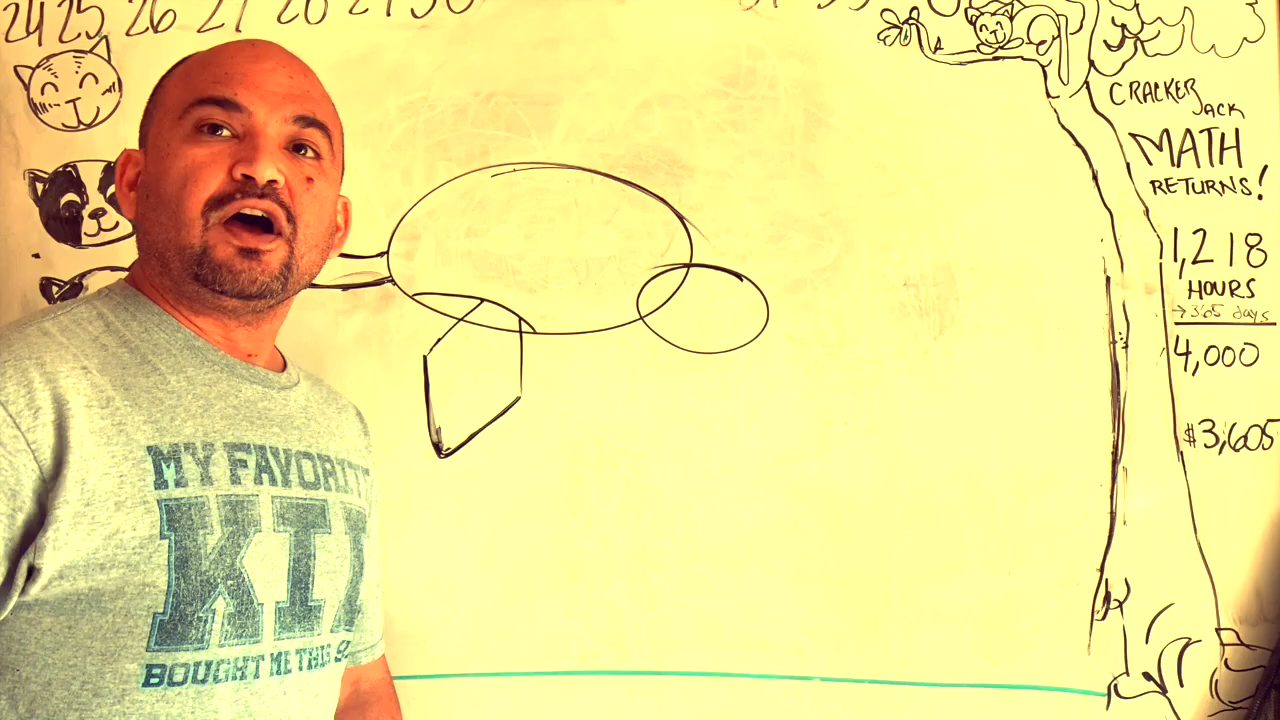 24 25 26 27 28 29 30
CRACKER
JACK
MATH
RETURNS!
1,218
HOURS
→365 days
4,000
$3,605
MY FAVORITE
BOUGHT ME THIS